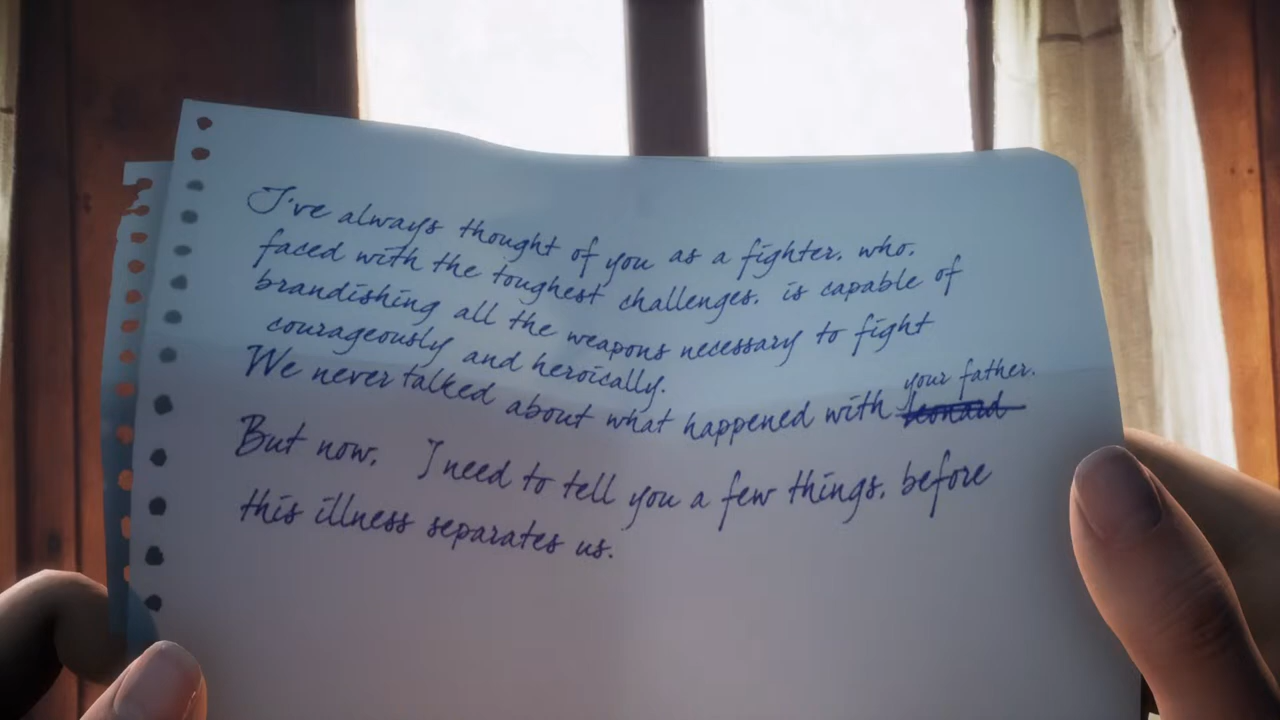 I've always thought of you as a fighter. who.
faced with the toughest challenges. is capable of
brandishing all the weapons necessary to fight
courageously and heroically.
We never talked about what happened with leonard your father.
But now. I need to tell you a few things. before
this illness separates us.